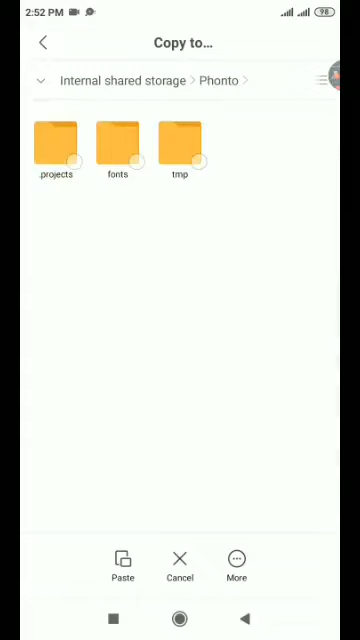 2:52 PM 98
Copy to...
Internal shared storage > Phonto >
.projects fonts tmp
Paste Cancel More